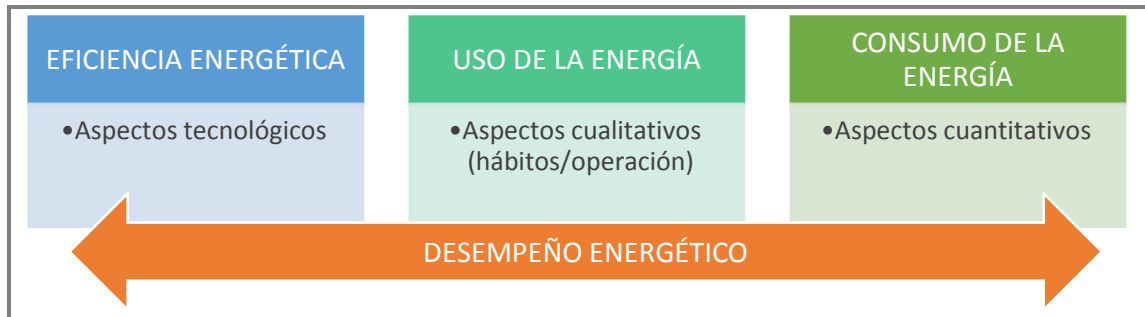 EFICIENCIA ENERGÉTICA
•Aspectos tecnológicos
USO DE LA ENERGÍA
•Aspectos cualitativos
(hábitos/operación)
CONSUMO DE LA
ENERGÍA
•Aspectos cuantitativos
DESEMPEÑO ENERGÉTICO